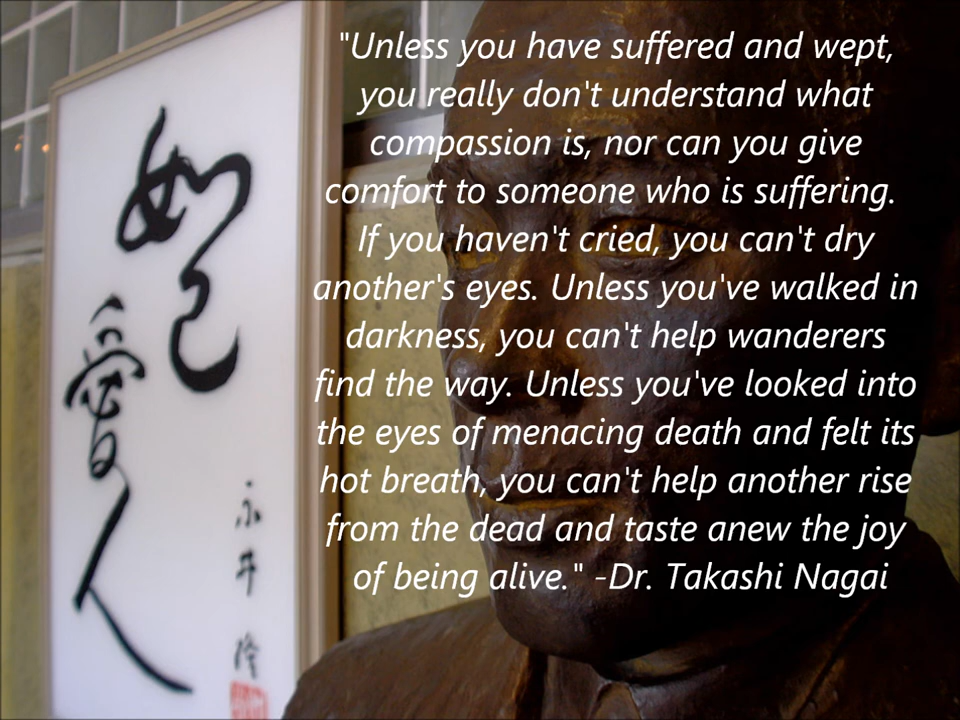 "Unless you have suffered and wept,
you really don't understand what
compassion is, nor can you give
comfort to someone who is suffering.
If you haven't cried, you can't dry
another's eyes. Unless you've walked in
darkness, you can't help wanderers
find the way. Unless you've looked into
the eyes of menacing death and felt its
hot breath, you can't help another rise
from the dead and taste anew the joy
of being alive." -Dr. Takashi Nagai
如己
愛人
永井隆